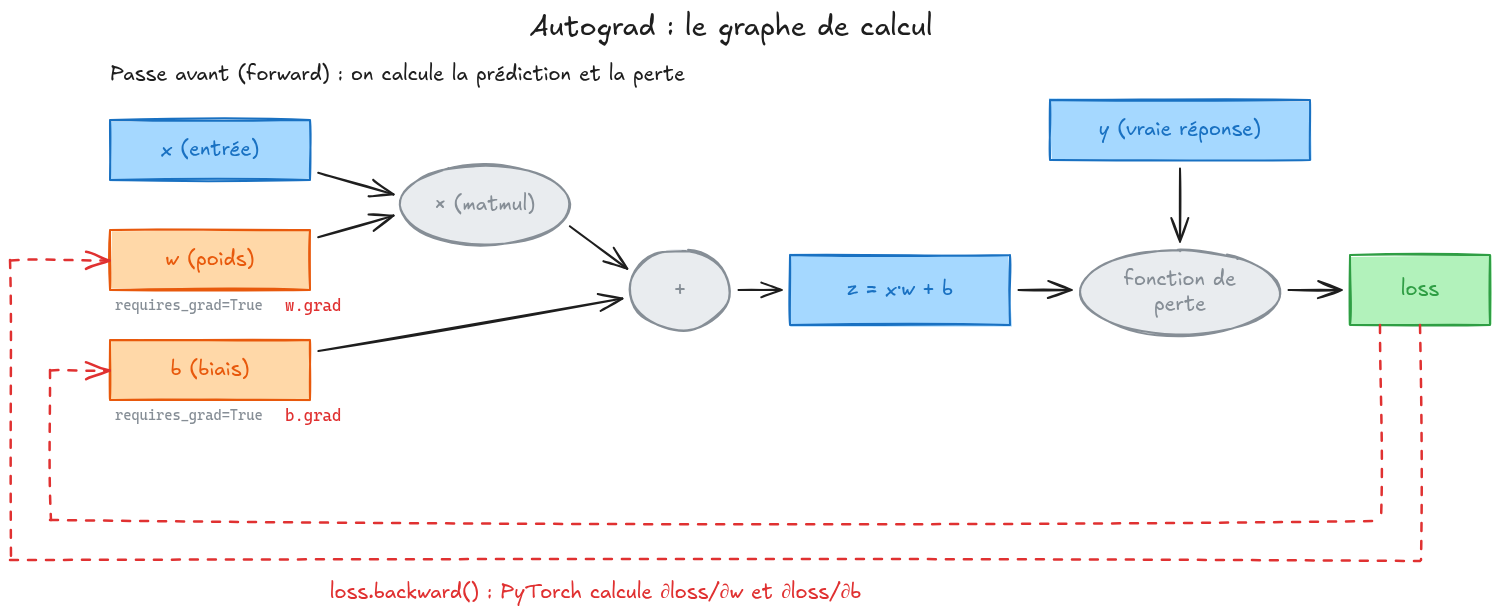 Autograd : le graphe de calcul
Passe avant (forward) : on calcule la prédiction et la perte
x (entrée)
y (vraie réponse)
× (matmul)
w (poids)
requires_grad=True w.grad
+
z = x·w + b
fonction de
perte
loss
b (biais)
requires_grad=True b.grad
loss.backward() : PyTorch calcule ∂loss/∂w et ∂loss/∂b